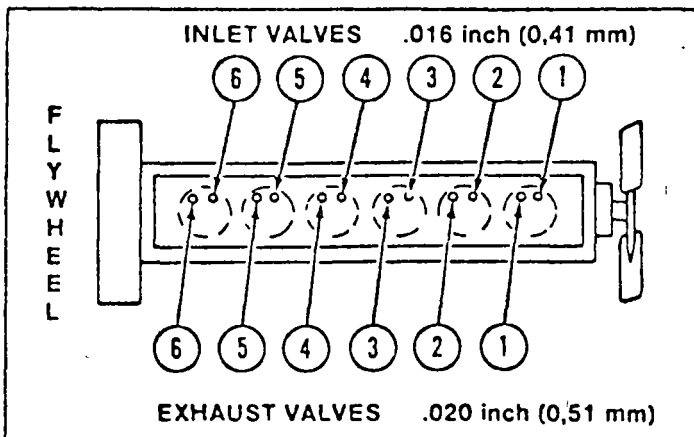 INLET VALVES .016 inch (0,41 mm)
6 5 4 3 2 1
FLYWHEEL
6 5 4 3 2 1
EXHAUST VALVES .020 inch (0,51 mm)